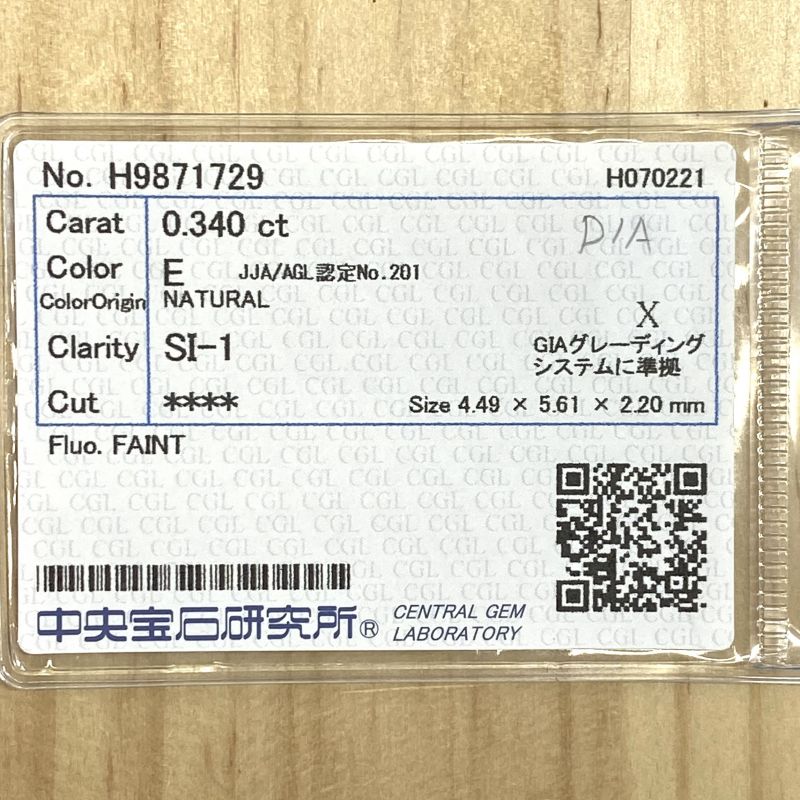 No. H9871729 H070221
Carat 0.340 ct DIA
Color E JJA/AGL認定No.201
ColorOrigin NATURAL
X
Clarity SI-1 GIAグレーディング
システムに準拠
Cut **** Size 4.49 × 5.61 × 2.20 mm
Fluo. FAINT
中央宝石研究所® CENTRAL GEM
LABORATORY